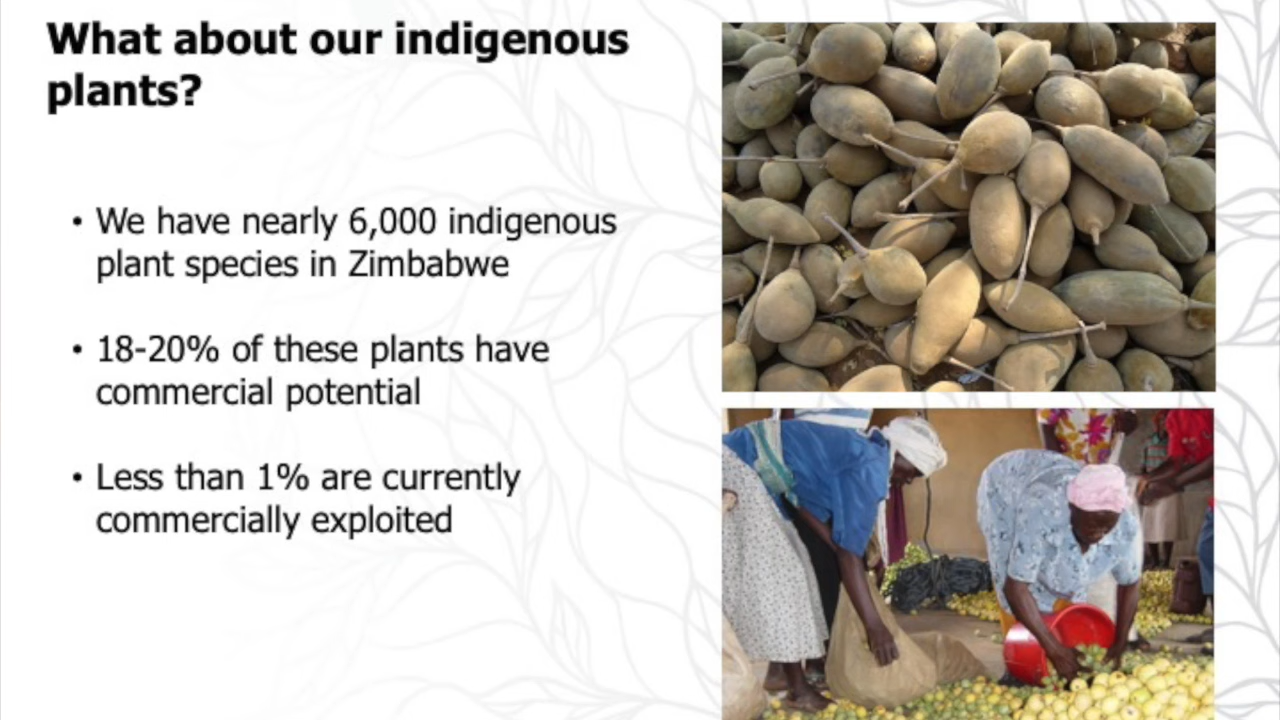 What about our indigenous
plants?
• We have nearly 6,000 indigenous
plant species in Zimbabwe
• 18-20% of these plants have
commercial potential
• Less than 1% are currently
commercially exploited